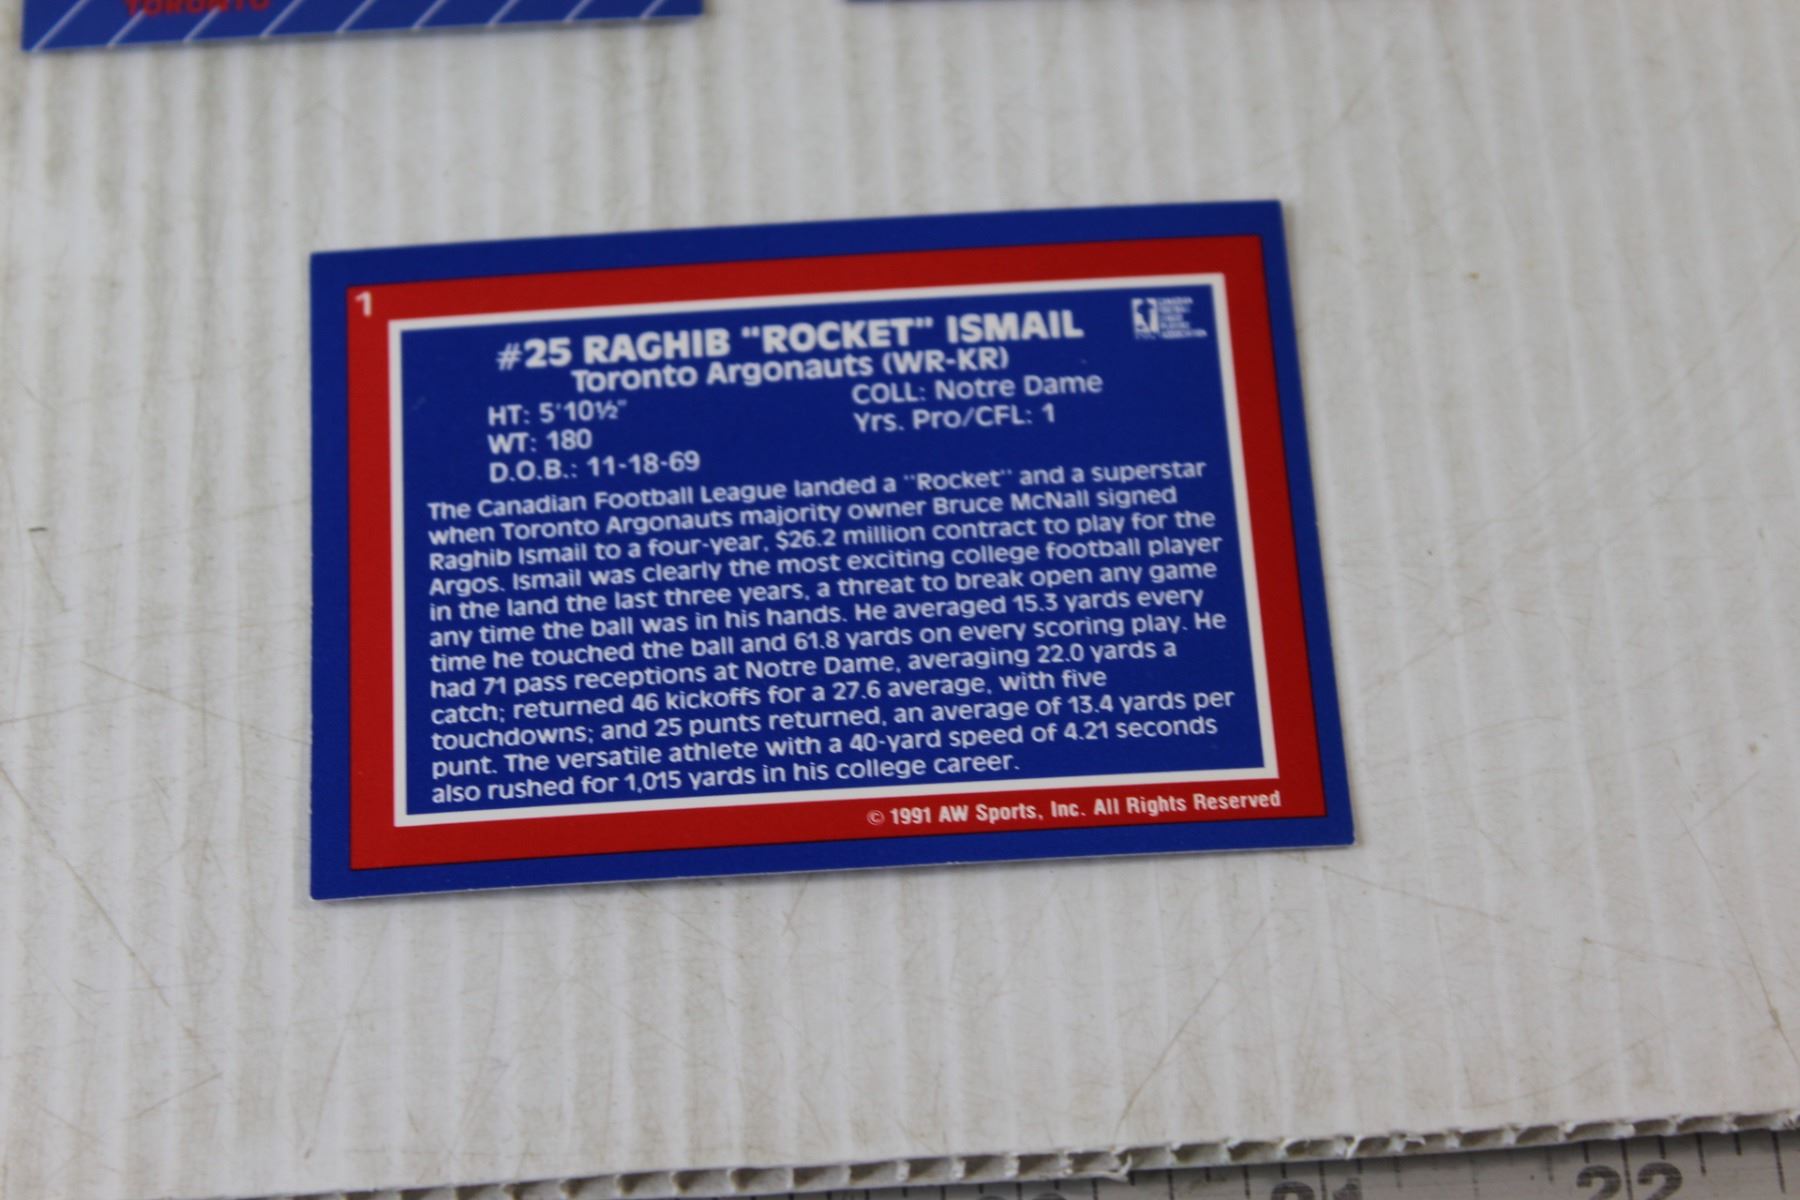 TORONTO
1
#25 RAGHIB "ROCKET" ISMAIL
Toronto Argonauts (WR-KR)
HT: 5'10½"
COLL: Notre Dame
WT: 180
Yrs. Pro/CFL: 1
D.O.B.: 11-18-69
The Canadian Football League landed a "Rocket" and a superstar
when Toronto Argonauts majority owner Bruce McNall signed
Raghib Ismail to a four-year, $26.2 million contract to play for the
Argos. Ismail was clearly the most exciting college football player
in the land the last three years, a threat to break open any game
any time the ball was in his hands. He averaged 15.3 yards every
time he touched the ball and 61.8 yards on every scoring play. He
had 71 pass receptions at Notre Dame, averaging 22.0 yards a
catch; returned 46 kickoffs for a 27.6 average, with five
touchdowns; and 25 punts returned, an average of 13.4 yards per
punt. The versatile athlete with a 40-yard speed of 4.21 seconds
also rushed for 1,015 yards in his college career.
© 1991 AW Sports, Inc. All Rights Reserved
21 22